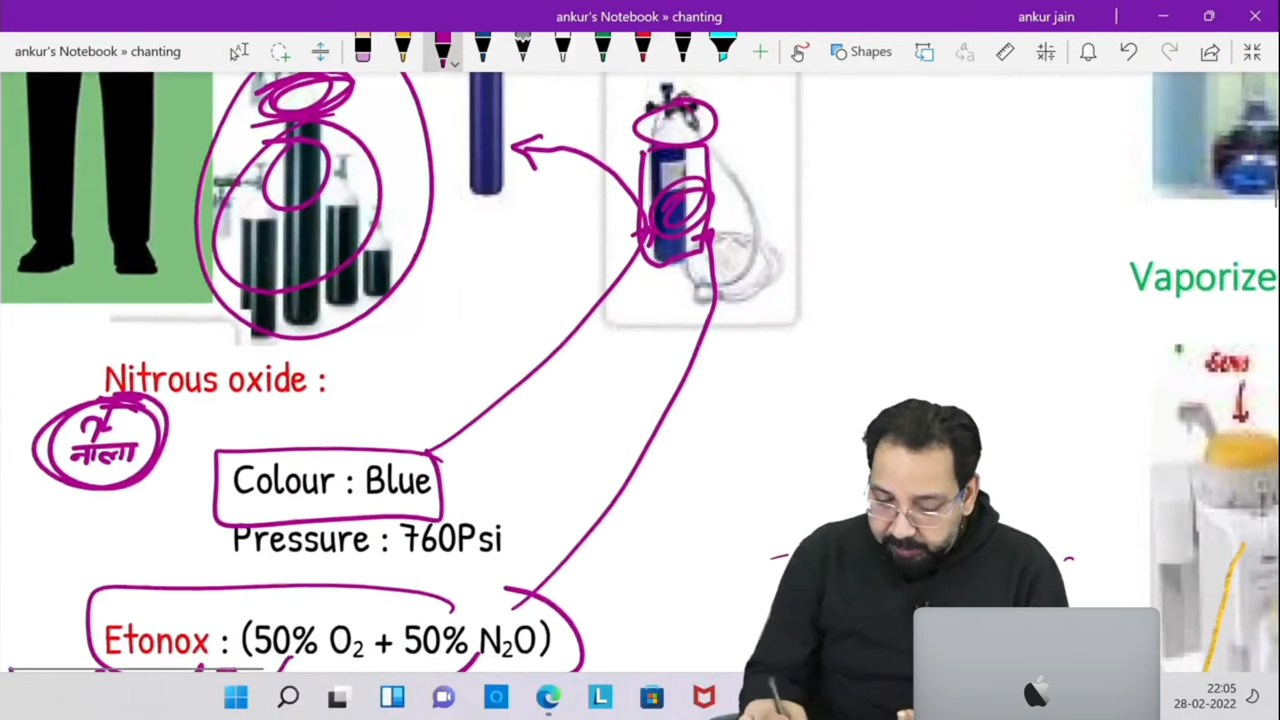 ankur's Notebook » chanting
ankur jain
ankur's Notebook » chanting
Shapes
Vaporize
Nitrous oxide :
नाला
Colour : Blue
Pressure : 760Psi
Etonox : (50% O₂ + 50% N₂O)
22:05
28-02-2022